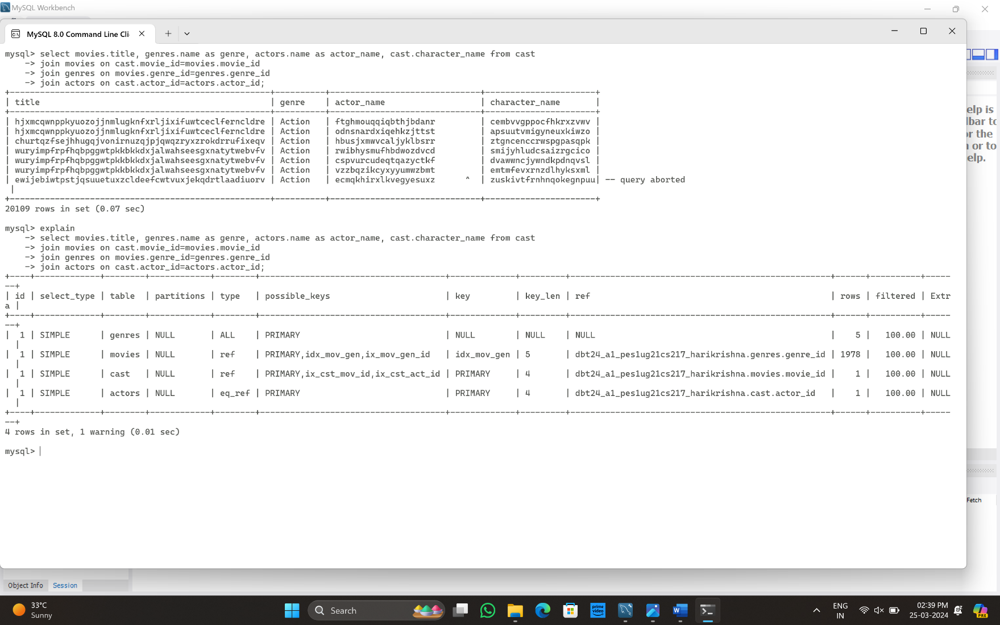 MySQL Workbench
MySQL 8.0 Command Line Cli
mysql> select movies.title, genres.name as genre, actors.name as actor_name, cast.character_name from cast
    -> join movies on cast.movie_id=movies.movie_id
    -> join genres on movies.genre_id=genres.genre_id
    -> join actors on cast.actor_id=actors.actor_id;
+----------------------------------------------------+----------+------------------------------+----------------------+
| title                                              | genre    | actor_name                   | character_name       |
+----------------------------------------------------+----------+------------------------------+----------------------+
| hjxmcqwnppkyuozojjnmlugknfxrljixifuwtceclferncldre | Action   | ftghmouqqiqbthjbdanr         | cembvvgppocfhkrxzvwv |
| hjxmcqwnppkyuozojjnmlugknfxrljixifuwtceclferncldre | Action   | odnsnardxiqehkzjttst         | apsuutvmigyneuxkiwzo |
| churtqzfsejhhugqjvonirnuzqjpjqwqzryxzrokdrrufixeqv | Action   | hbusjxmwvcaljyklbsrr         | ztgncenccrwspgpasqpk |
| wuryimpfrpfhqbpggwtpkkbkkdxjalwahseesgxnatytwebvfv | Action   | rwibhysmufhbdwozdvcd         | smijyhludcsaizrgcico |
| wuryimpfrpfhqbpggwtpkkbkkdxjalwahseesgxnatytwebvfv | Action   | cspvurcudeqtqazyctkf         | dvawwncjywndkpdnqvsl |
| wuryimpfrpfhqbpggwtpkkbkkdxjalwahseesgxnatytwebvfv | Action   | vzzbqzikcyxyyumwzbmt         | emtmfevxrnzdlhyksxml |
| ewijebiwtpstjqsuuetuxzcldeefcwtvuxjekqdrtlaadiuorv | Action   | ecmqkhirxlkvegyesuxz      ^  | zuskivtfrnhnqokegnpuu| -- query aborted
 |
+----------------------------------------------------+----------+------------------------------+----------------------+
20109 rows in set (0.07 sec)
mysql> explain
    -> select movies.title, genres.name as genre, actors.name as actor_name, cast.character_name from cast
    -> join movies on cast.movie_id=movies.movie_id
    -> join genres on movies.genre_id=genres.genre_id
    -> join actors on cast.actor_id=actors.actor_id;
+----+-------------+--------+------------+--------+------------------------------------+-------------+---------+----------------------------------------------------+------+----------+-----
--+
| id | select_type | table  | partitions | type   | possible_keys                      | key         | key_len | ref                                                | rows | filtered | Extr
a |
+----+-------------+--------+------------+--------+------------------------------------+-------------+---------+----------------------------------------------------+------+----------+-----
--+
|  1 | SIMPLE      | genres | NULL       | ALL    | PRIMARY                            | NULL        | NULL    | NULL                                               |    5 |   100.00 | NULL
  |
|  1 | SIMPLE      | movies | NULL       | ref    | PRIMARY,idx_mov_gen,ix_mov_gen_id  | idx_mov_gen | 5       | dbt24_a1_pes1ug21cs217_harikrishna.genres.genre_id | 1978 |   100.00 | NULL
  |
|  1 | SIMPLE      | cast   | NULL       | ref    | PRIMARY,ix_cst_mov_id,ix_cst_act_id | PRIMARY     | 4       | dbt24_a1_pes1ug21cs217_harikrishna.movies.movie_id |    1 |   100.00 | NULL
  |
|  1 | SIMPLE      | actors | NULL       | eq_ref | PRIMARY                            | PRIMARY     | 4       | dbt24_a1_pes1ug21cs217_harikrishna.cast.actor_id   |    1 |   100.00 | NULL
  |
+----+-------------+--------+------------+--------+------------------------------------+-------------+---------+----------------------------------------------------+------+----------+-----
--+
4 rows in set, 1 warning (0.01 sec)
mysql>
elp is
lbar to
or the
or to
elp.
Fetch
Object Info Session
33°C
Sunny
Search
prime video
W
PRE
ENG
IN
02:39 PM
25-03-2024